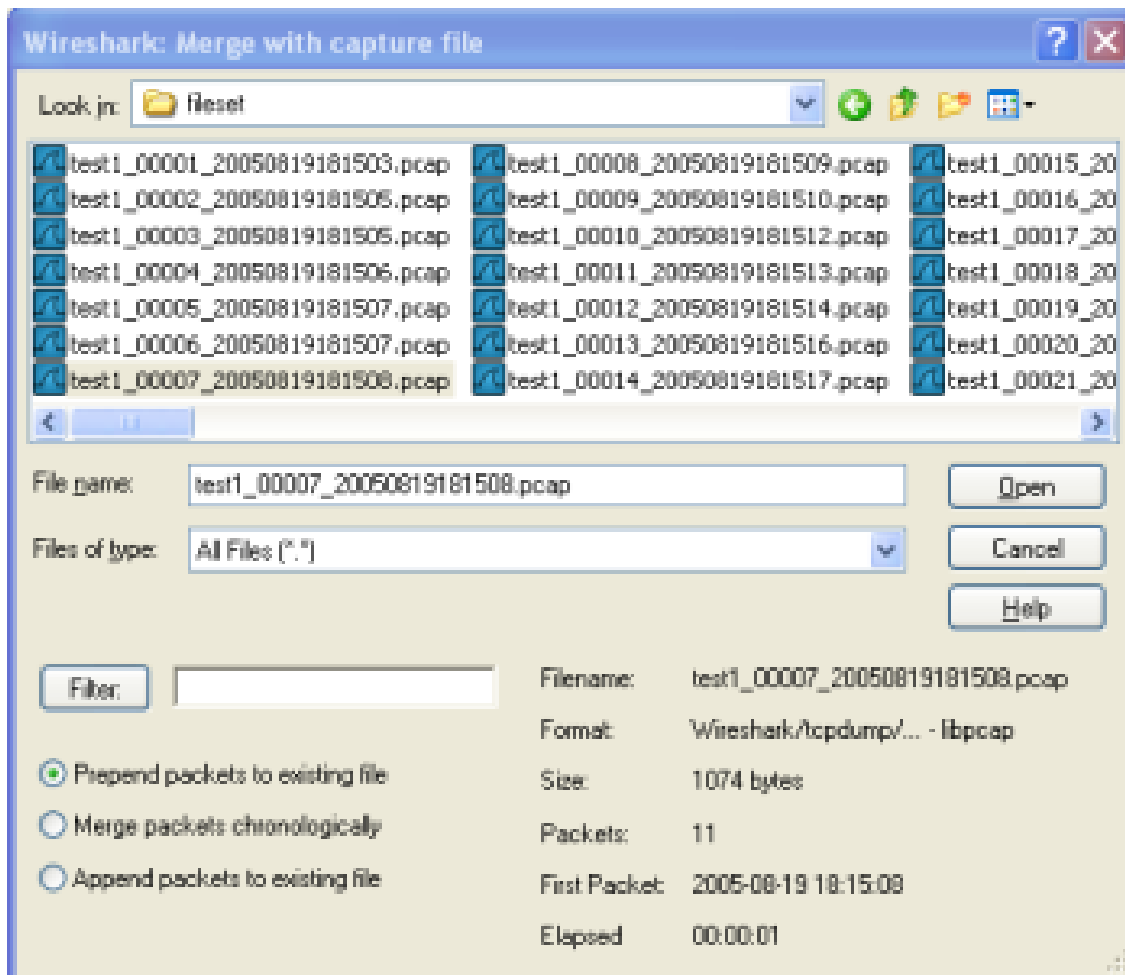 Wireshark: Merge with capture file
Look in: fileset
test1_00001_20050819181503.pcap test1_00008_20050819181509.pcap test1_00015_20
test1_00002_20050819181505.pcap test1_00009_20050819181510.pcap test1_00016_20
test1_00003_20050819181505.pcap test1_00010_20050819181512.pcap test1_00017_20
test1_00004_20050819181506.pcap test1_00011_20050819181513.pcap test1_00018_20
test1_00005_20050819181507.pcap test1_00012_20050819181514.pcap test1_00019_20
test1_00006_20050819181507.pcap test1_00013_20050819181516.pcap test1_00020_20
test1_00007_20050819181508.pcap test1_00014_20050819181517.pcap test1_00021_20
File name: test1_00007_20050819181508.pcap Open
Files of type: All Files (*.*) Cancel
Help
Filter: Filename: test1_00007_20050819181508.pcap
Format: Wireshark/tcpdump/... - libpcap
Prepend packets to existing file Size: 1074 bytes
Merge packets chronologically Packets: 11
Append packets to existing file First Packet: 2005-08-19 18:15:08
Elapsed 00:00:01